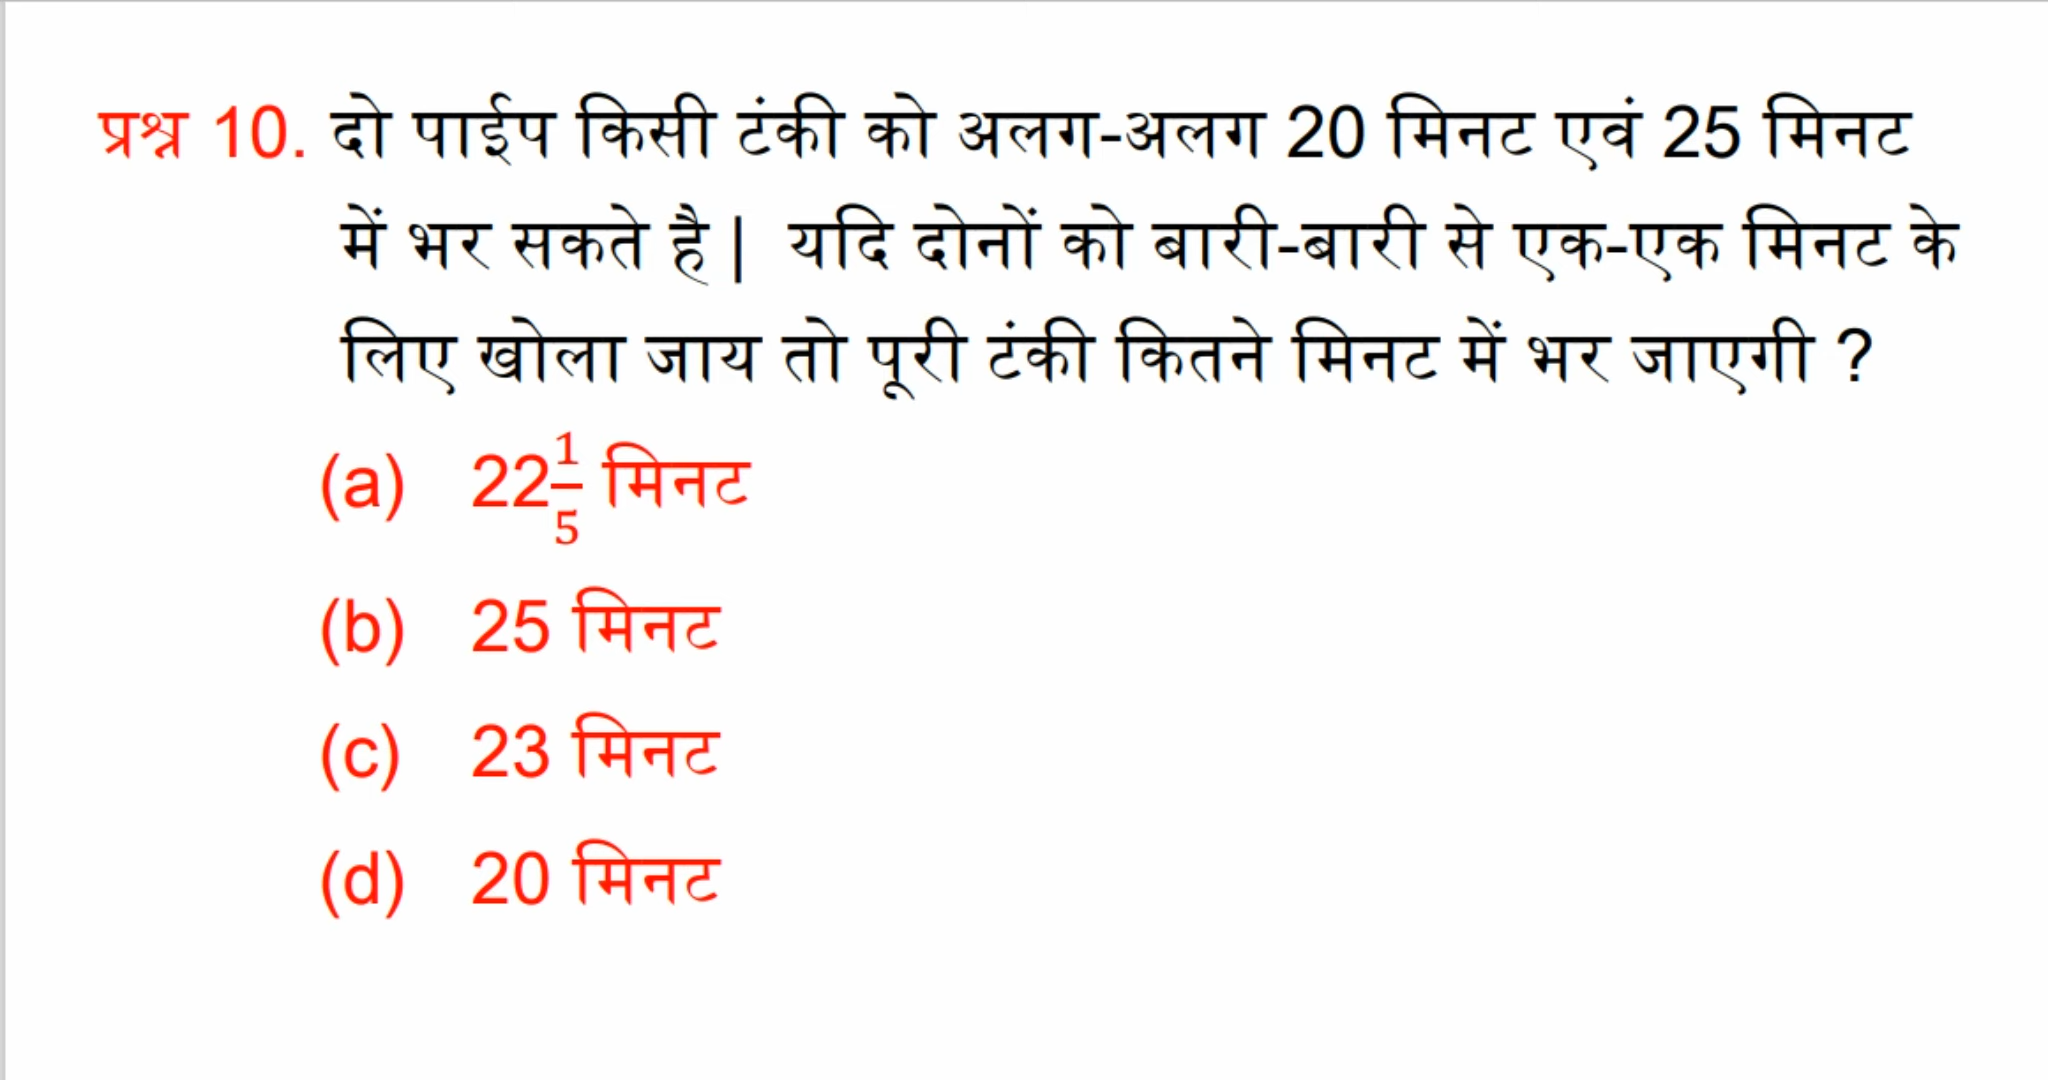 प्रश्न 10. दो पाईप किसी टंकी को अलग-अलग 20 मिनट एवं 25 मिनट
में भर सकते है | यदि दोनों को बारी-बारी से एक-एक मिनट के
लिए खोला जाय तो पूरी टंकी कितने मिनट में भर जाएगी ?
(a) 22 1/5 मिनट
(b) 25 मिनट
(c) 23 मिनट
(d) 20 मिनट